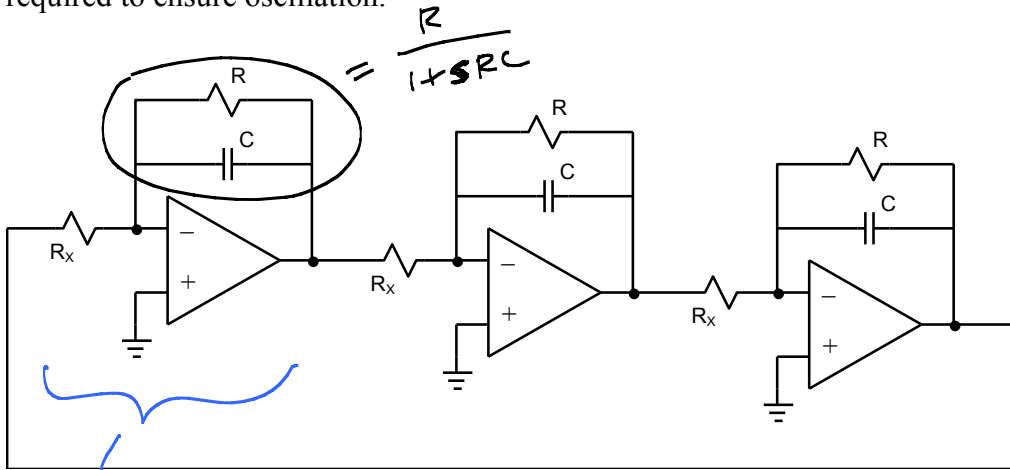 required to ensure oscillation.
= R / 1+SRC
R
C
R
C
R
C
RX
−
+
RX
−
+
RX
−
+